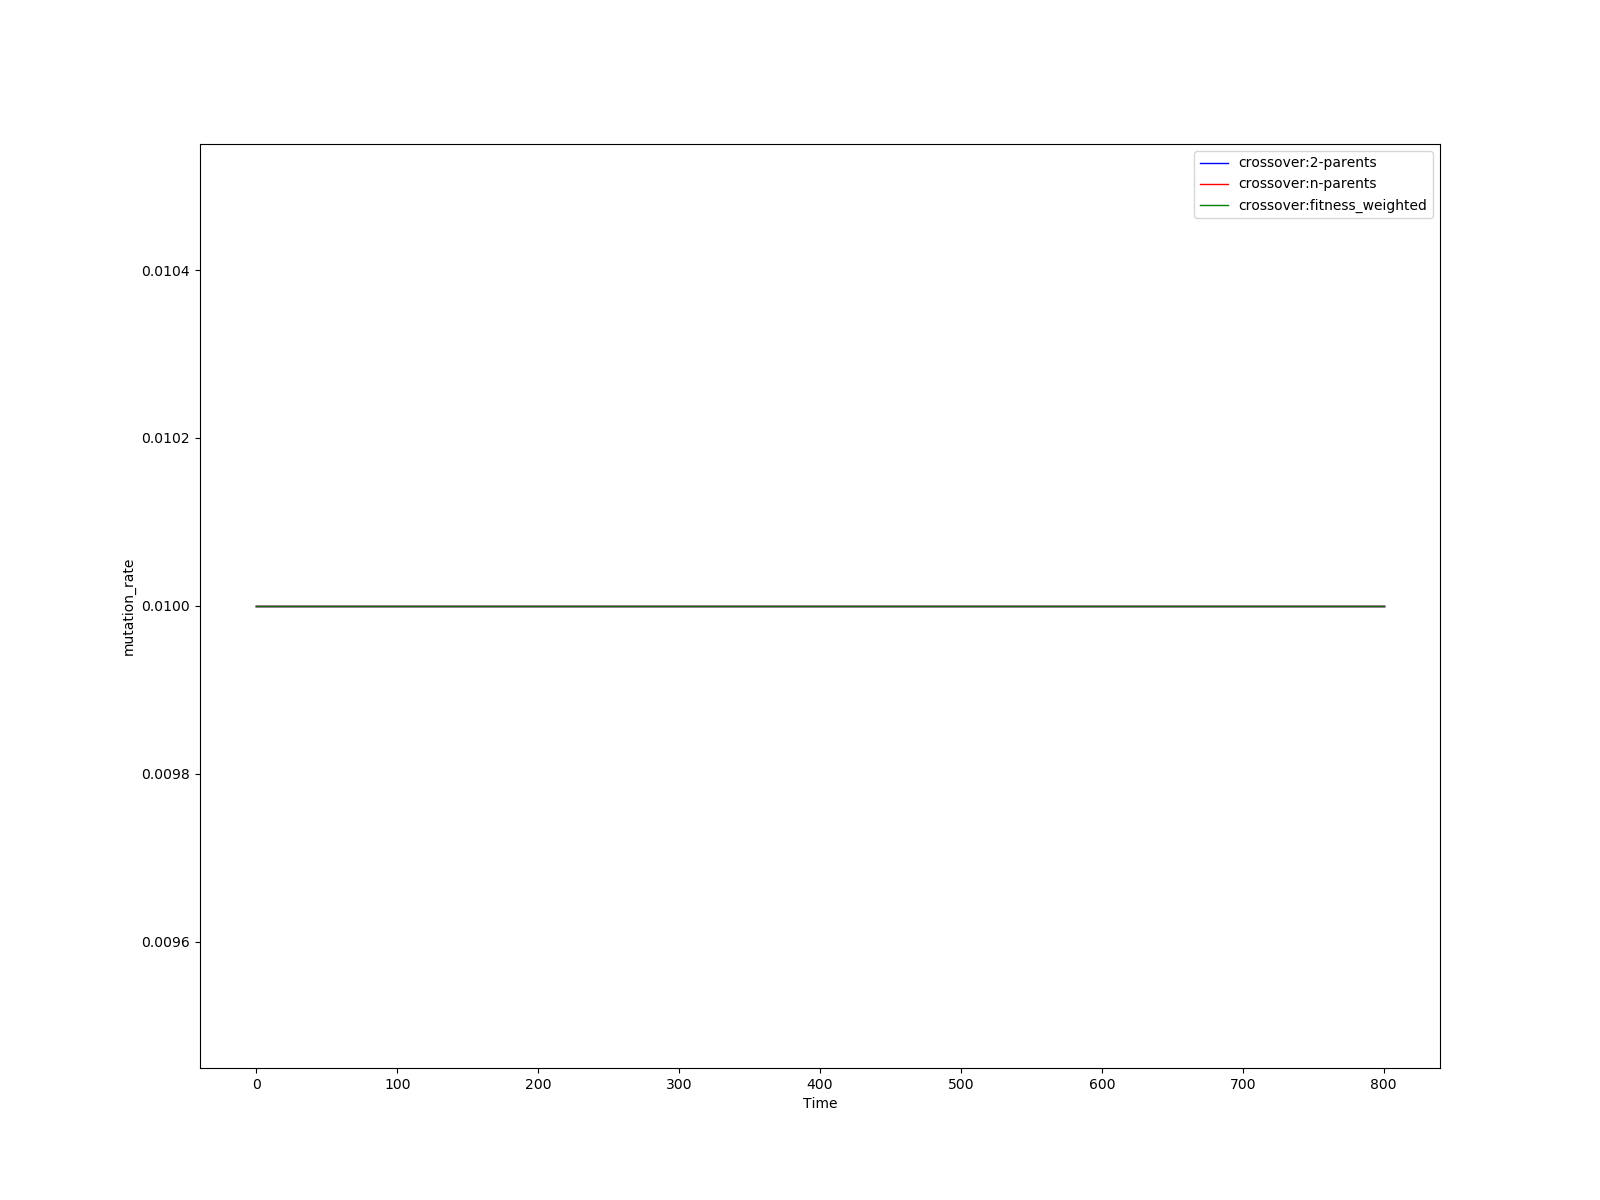 crossover:2-parents
crossover:n-parents
crossover:fitness_weighted
0.0104
0.0102
0.0100
0.0098
0.0096
mutation_rate
0 100 200 300 400 500 600 700 800
Time